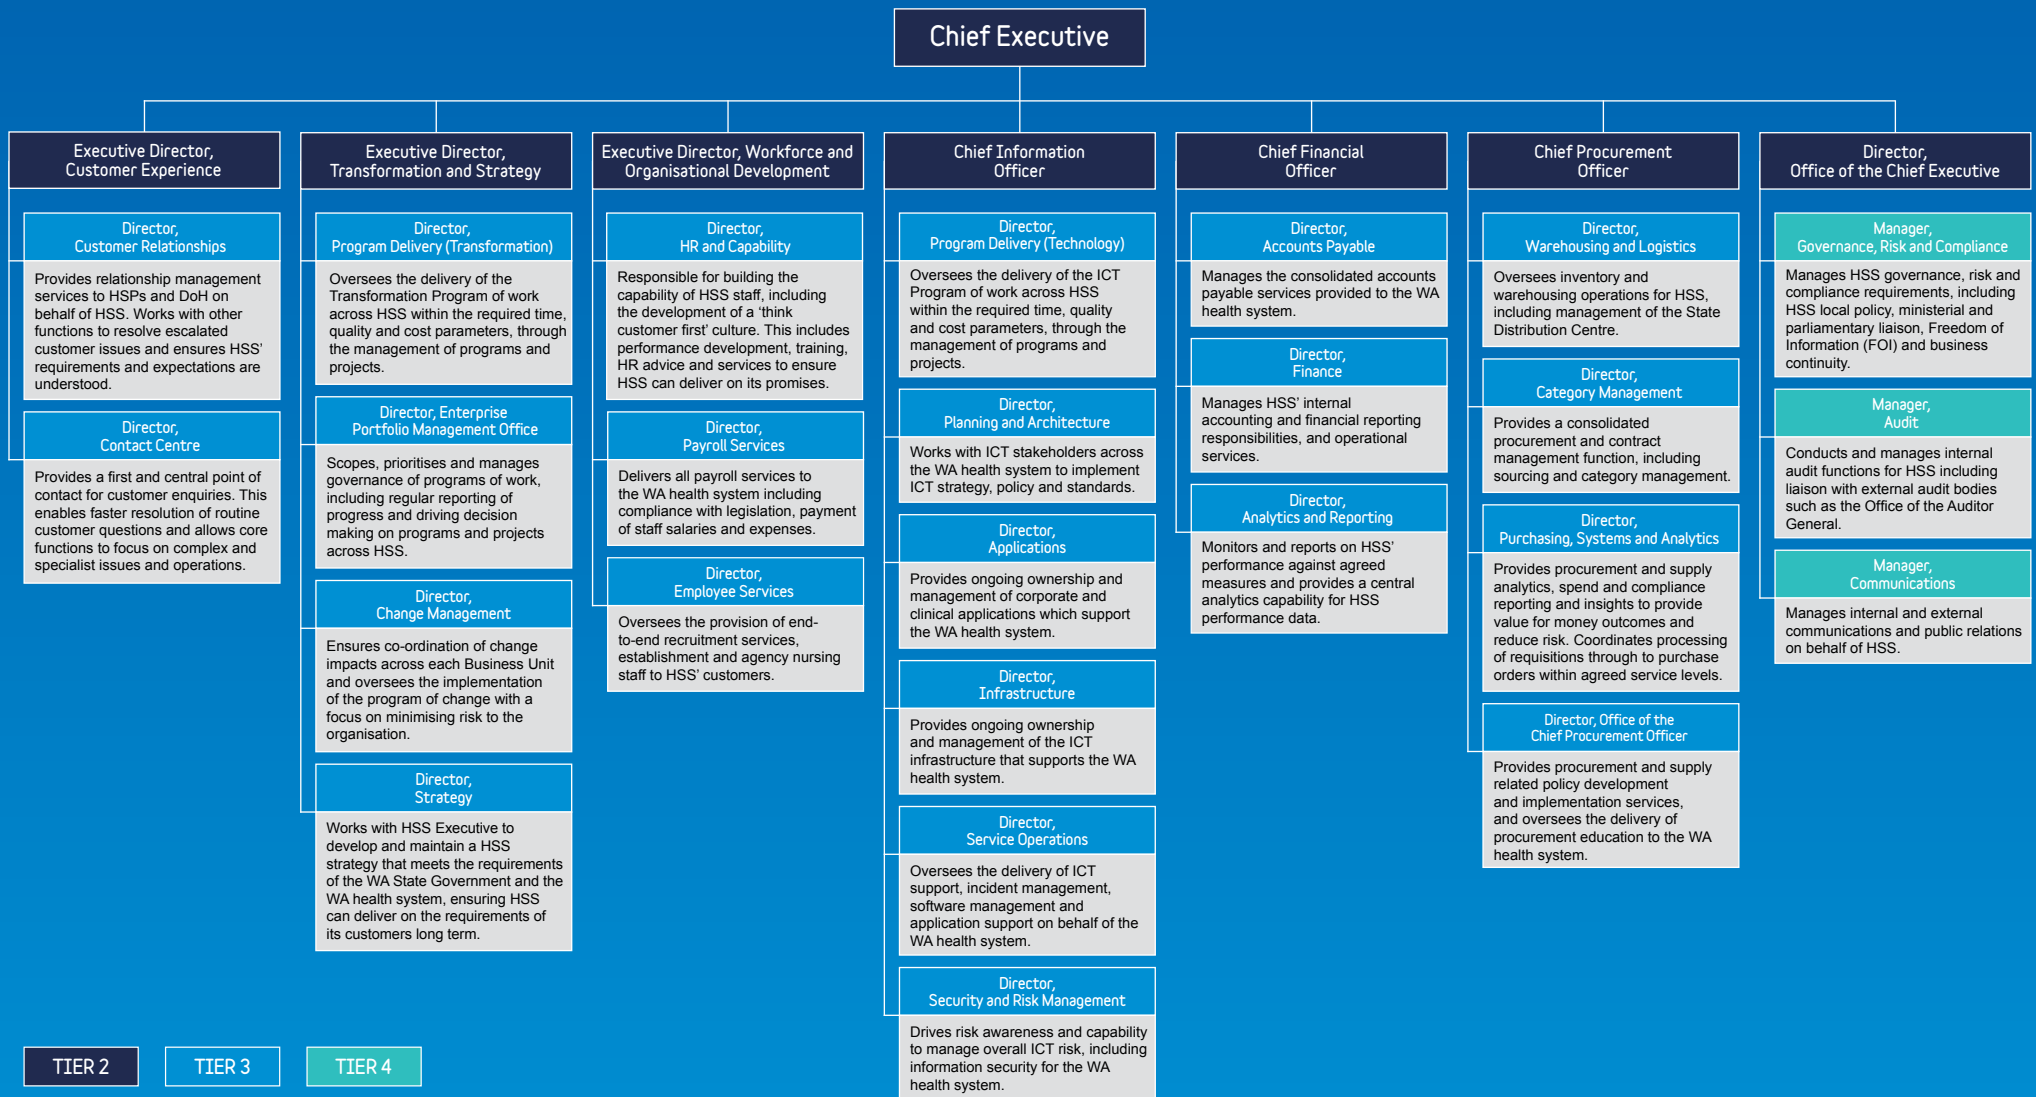 Chief Executive
Executive Director,
Customer Experience
Director,
Customer Relationships
Provides relationship management
services to HSPs and DoH on
behalf of HSS. Works with other
functions to resolve escalated
customer issues and ensures HSS’
requirements and expectations are
understood.
Director,
Contact Centre
Provides a first and central point of
contact for customer enquiries. This
enables faster resolution of routine
customer questions and allows core
functions to focus on complex and
specialist issues and operations.
Executive Director,
Transformation and Strategy
Director,
Program Delivery (Transformation)
Oversees the delivery of the
Transformation Program of work
across HSS within the required time,
quality and cost parameters, through
the management of programs and
projects.
Director, Enterprise
Portfolio Management Office
Scopes, prioritises and manages
governance of programs of work,
including regular reporting of
progress and driving decision
making on programs and projects
across HSS.
Director,
Change Management
Ensures co-ordination of change
impacts across each Business Unit
and oversees the implementation
of the program of change with a
focus on minimising risk to the
organisation.
Director,
Strategy
Works with HSS Executive to
develop and maintain a HSS
strategy that meets the requirements
of the WA State Government and the
WA health system, ensuring HSS
can deliver on the requirements of
its customers long term.
Executive Director, Workforce and
Organisational Development
Director,
HR and Capability
Responsible for building the
capability of HSS staff, including
the development of a ‘think
customer first’ culture. This includes
performance development, training,
HR advice and services to ensure
HSS can deliver on its promises.
Director,
Payroll Services
Delivers all payroll services to
the WA health system including
compliance with legislation, payment
of staff salaries and expenses.
Director,
Employee Services
Oversees the provision of end-
to-end recruitment services,
establishment and agency nursing
staff to HSS’ customers.
Chief Information
Officer
Director,
Program Delivery (Technology)
Oversees the delivery of the ICT
Program of work across HSS
within the required time, quality
and cost parameters, through the
management of programs and
projects.
Director,
Planning and Architecture
Works with ICT stakeholders across
the WA health system to implement
ICT strategy, policy and standards.
Director,
Applications
Provides ongoing ownership and
management of corporate and
clinical applications which support
the WA health system.
Director,
Infrastructure
Provides ongoing ownership
and management of the ICT
infrastructure that supports the WA
health system.
Director,
Service Operations
Oversees the delivery of ICT
support, incident management,
software management and
application support on behalf of the
WA health system.
Director,
Security and Risk Management
Drives risk awareness and capability
to manage overall ICT risk, including
information security for the WA
health system.
Chief Financial
Officer
Director,
Accounts Payable
Manages the consolidated accounts
payable services provided to the WA
health system.
Director,
Finance
Manages HSS’ internal
accounting and financial reporting
responsibilities, and operational
services.
Director,
Analytics and Reporting
Monitors and reports on HSS’
performance against agreed
measures and provides a central
analytics capability for HSS
performance data.
Chief Procurement
Officer
Director,
Warehousing and Logistics
Oversees inventory and
warehousing operations for HSS,
including management of the State
Distribution Centre.
Director,
Category Management
Provides a consolidated
procurement and contract
management function, including
sourcing and category management.
Director,
Purchasing, Systems and Analytics
Provides procurement and supply
analytics, spend and compliance
reporting and insights to provide
value for money outcomes and
reduce risk. Coordinates processing
of requisitions through to purchase
orders within agreed service levels.
Director, Office of the
Chief Procurement Officer
Provides procurement and supply
related policy development
and implementation services,
and oversees the delivery of
procurement education to the WA
health system.
Director,
Office of the Chief Executive
Manager,
Governance, Risk and Compliance
Manages HSS governance, risk and
compliance requirements, including
HSS local policy, ministerial and
parliamentary liaison, Freedom of
Information (FOI) and business
continuity.
Manager,
Audit
Conducts and manages internal
audit functions for HSS including
liaison with external audit bodies
such as the Office of the Auditor
General.
Manager,
Communications
Manages internal and external
communications and public relations
on behalf of HSS.
TIER 2
TIER 3
TIER 4